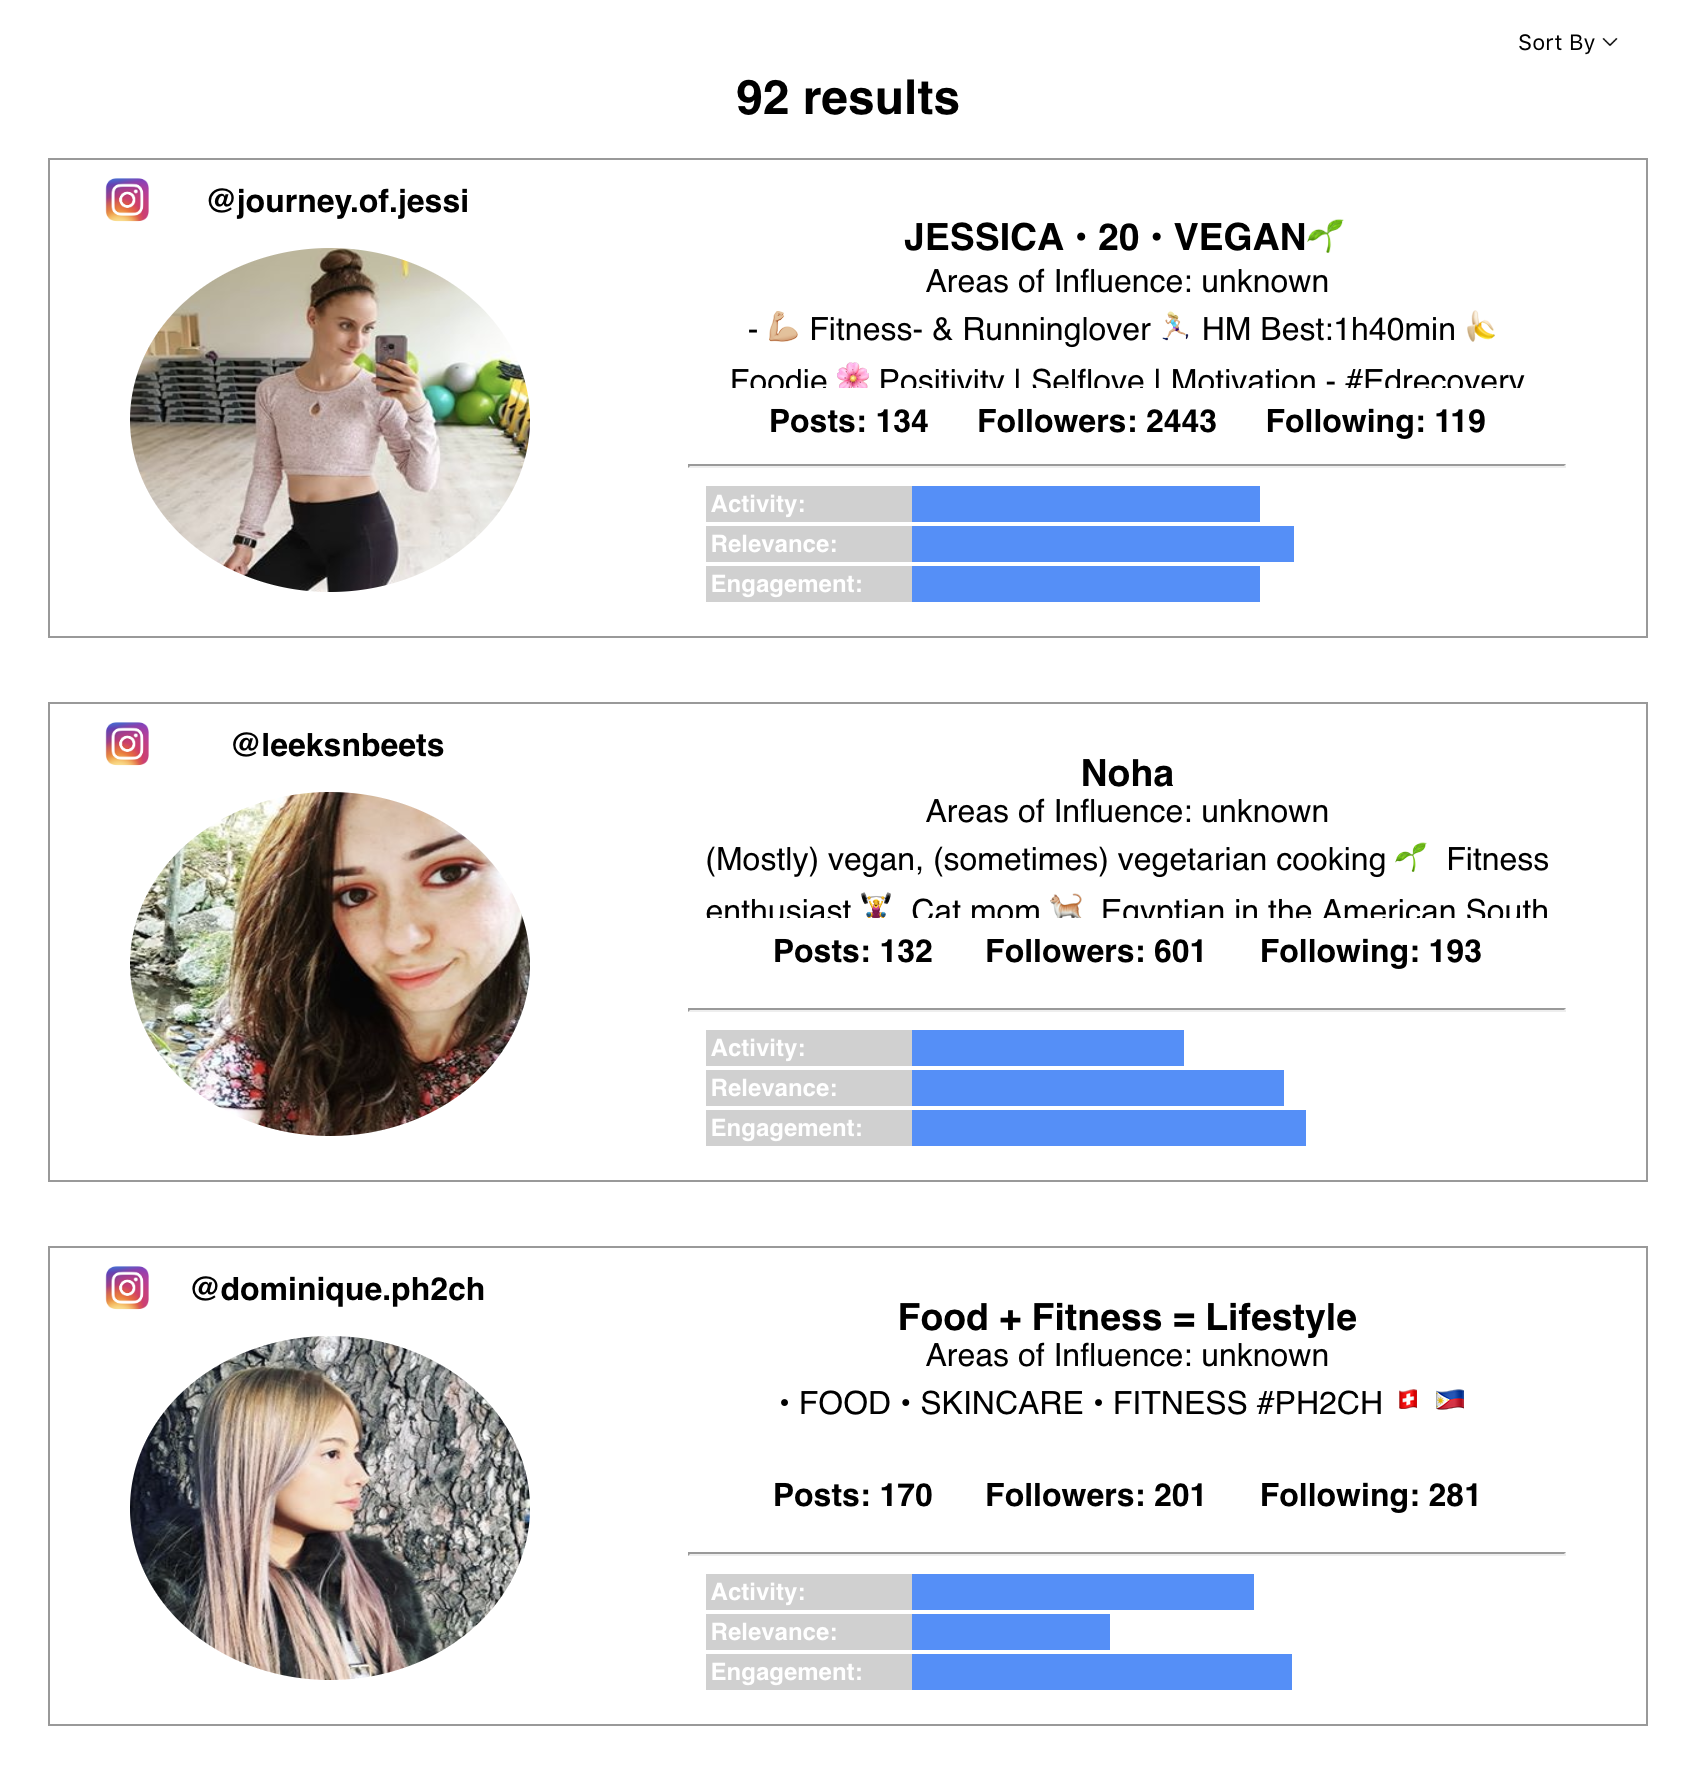 Sort By
92 results
@journey.of.jessi
JESSICA • 20 • VEGAN🌱
Areas of Influence: unknown
- 💪🏼 Fitness- & Runninglover 🏃🏼‍♀️ HM Best:1h40min 🍌
Foodie 🌸 Positivity | Selflove | Motivation - #Edrecovery
Posts: 134 Followers: 2443 Following: 119
Activity:
Relevance:
Engagement:
@leeksnbeets
Noha
Areas of Influence: unknown
(Mostly) vegan, (sometimes) vegetarian cooking 🌱 Fitness
enthusiast 🏋️‍♀️ Cat mom 🐈 Egyptian in the American South
Posts: 132 Followers: 601 Following: 193
Activity:
Relevance:
Engagement:
@dominique.ph2ch
Food + Fitness = Lifestyle
Areas of Influence: unknown
• FOOD • SKINCARE • FITNESS #PH2CH 🇨🇭 🇵🇭
Posts: 170 Followers: 201 Following: 281
Activity:
Relevance:
Engagement: